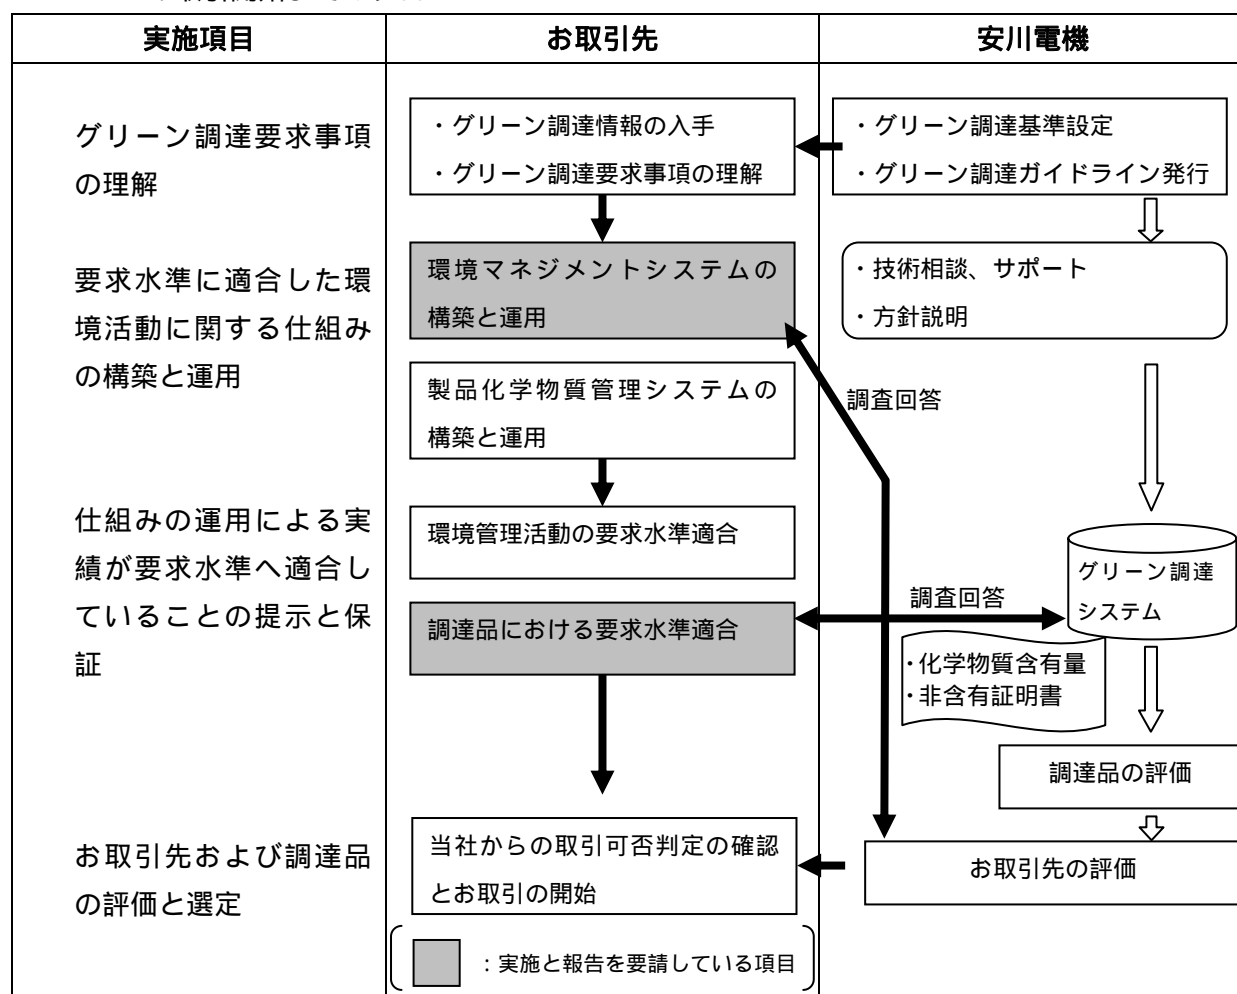 実施項目
お取引先
安川電機
グリーン調達要求事項
の理解
・グリーン調達情報の入手
・グリーン調達要求事項の理解
・グリーン調達基準設定
・グリーン調達ガイドライン発行
要求水準に適合した環
境活動に関する仕組み
の構築と運用
環境マネジメントシステムの
構築と運用
・技術相談、サポート
・方針説明
製品化学物質管理システムの
構築と運用
調査回答
仕組みの運用による実
績が要求水準へ適合し
ていることの提示と保
証
環境管理活動の要求水準適合
調達品における要求水準適合
調査回答
グリーン調達
システム
・化学物質含有量
・非含有証明書
調達品の評価
お取引先および調達品
の評価と選定
当社からの取引可否判定の確認
とお取引の開始
お取引先の評価
：実施と報告を要請している項目